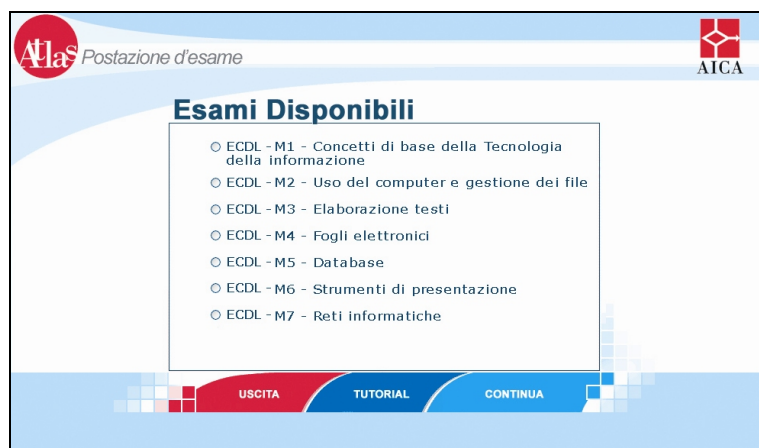 Atlas Postazione d'esame
AICA
Esami Disponibili
ECDL - M1 - Concetti di base della Tecnologia
della informazione
ECDL - M2 - Uso del computer e gestione dei file
ECDL - M3 - Elaborazione testi
ECDL - M4 - Fogli elettronici
ECDL - M5 - Database
ECDL - M6 - Strumenti di presentazione
ECDL - M7 - Reti informatiche
USCITA TUTORIAL CONTINUA